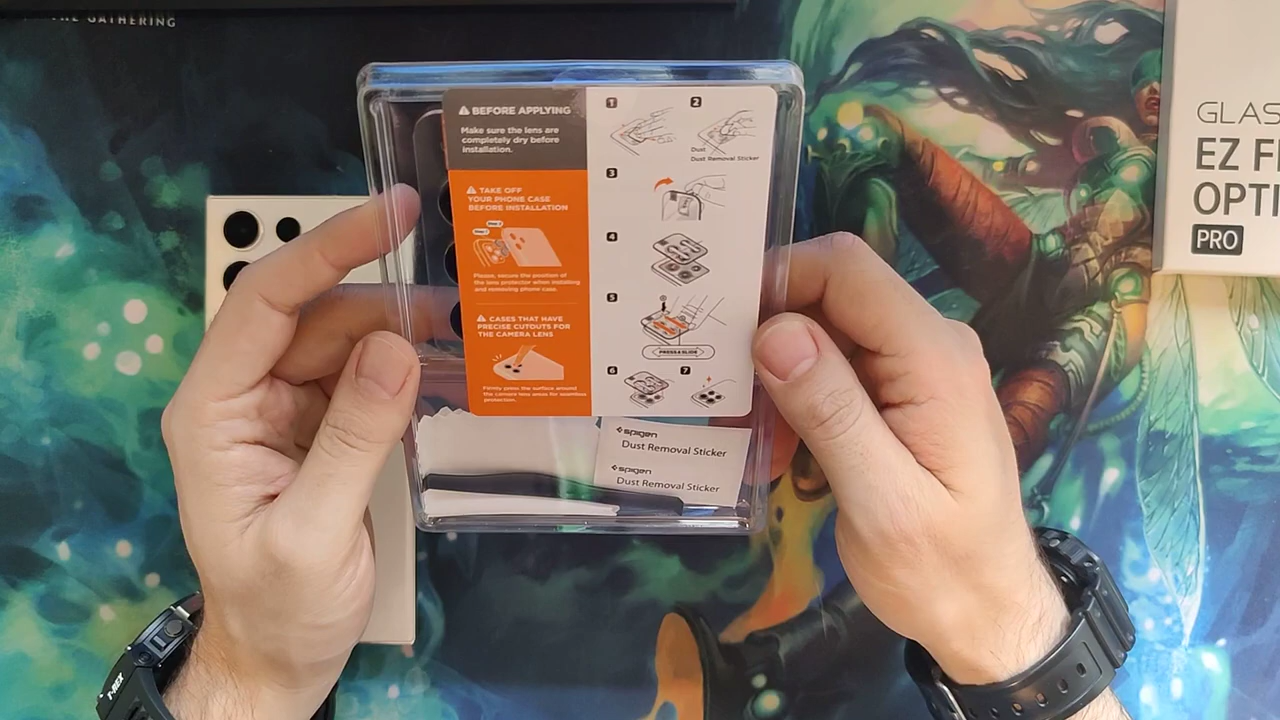 THE GATHERING
GLAS
EZ F
OPTI
PRO
BEFORE APPLYING
Make sure the lens are
completely dry before
installation.
TAKE OFF
YOUR PHONE CASE
BEFORE INSTALLATION
Please, secure the position of
the lens protector when installing
and removing phone case.
CASES THAT HAVE
PRECISE CUTOUTS FOR
THE CAMERA LENS
Firmly press the surface around
the camera lens areas for seamless
protection.
1
2
Dust
Dust Removal Sticker
3
4
5
PRESS & SLIDE
6
7
spigen
Dust Removal Sticker
spigen
Dust Removal Sticker
T-REX